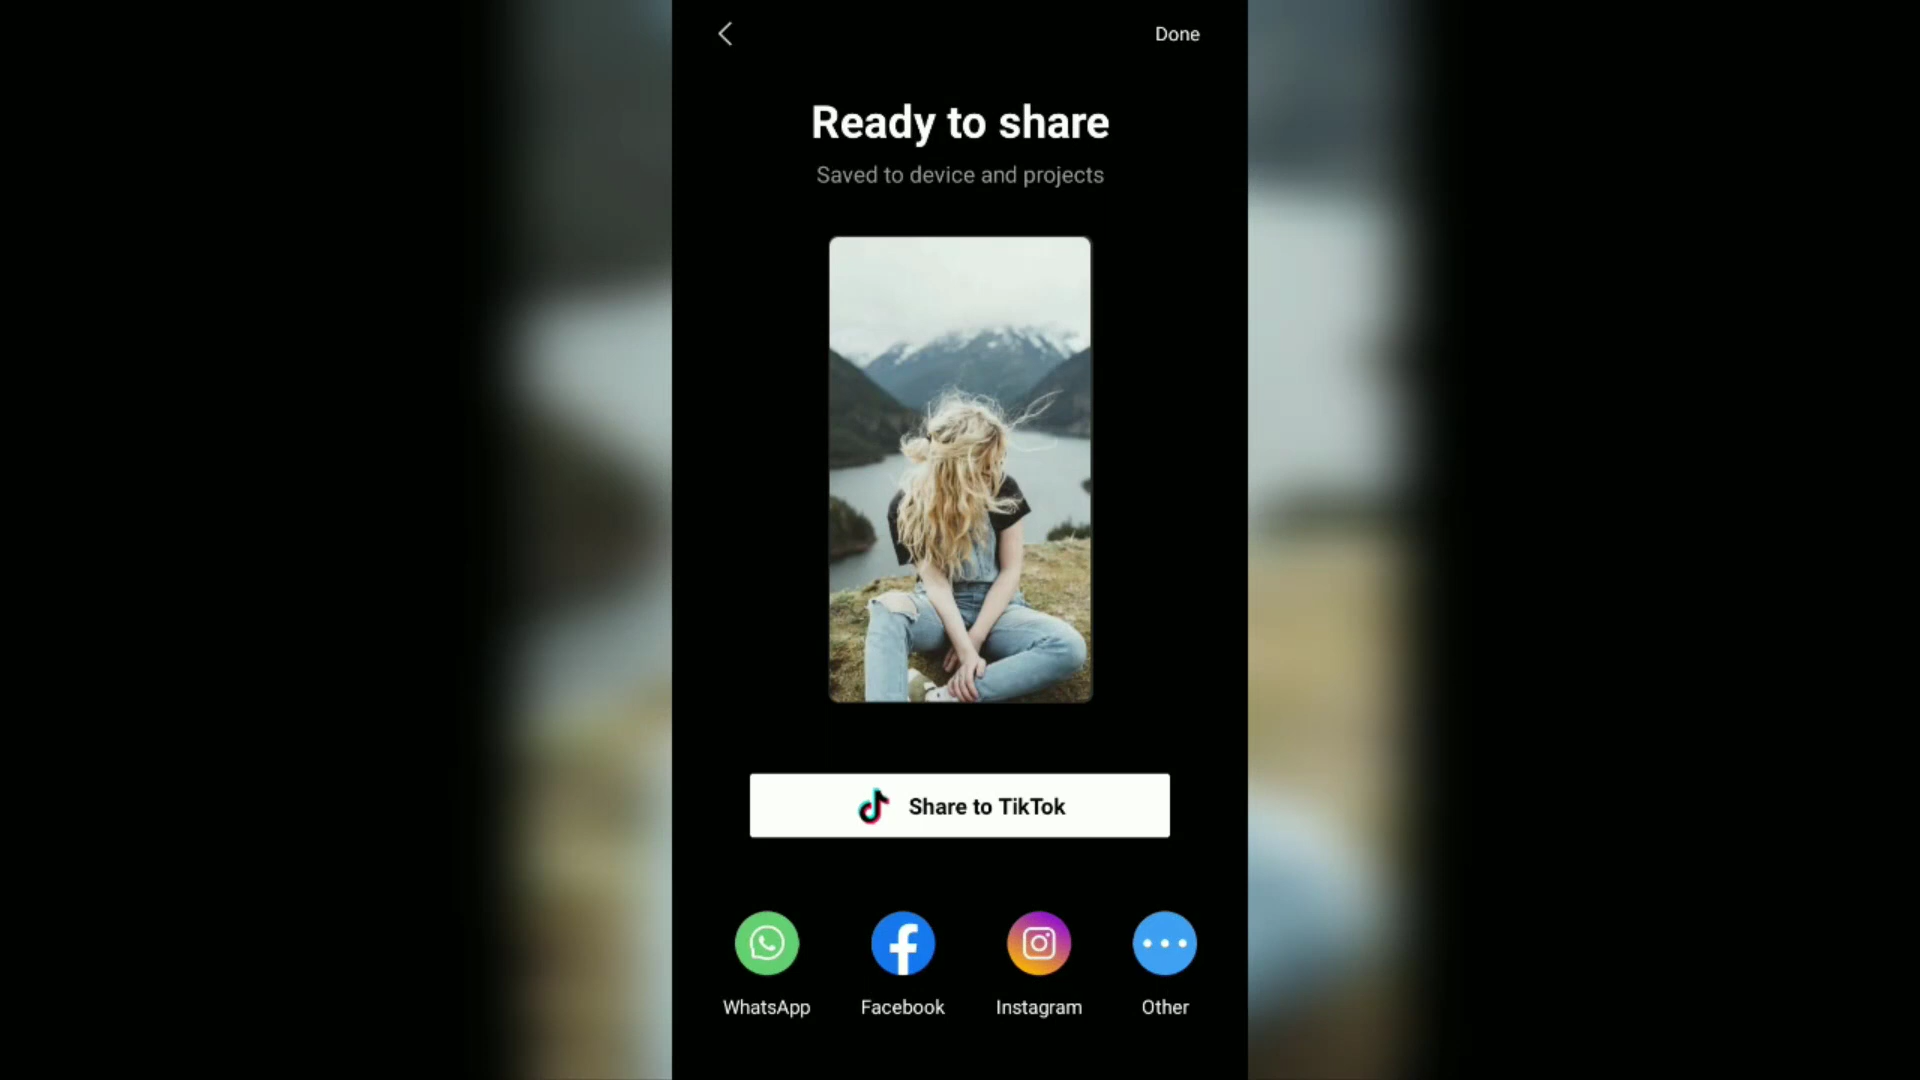 Done
Ready to share
Saved to device and projects
Share to TikTok
WhatsApp
Facebook
Instagram
Other